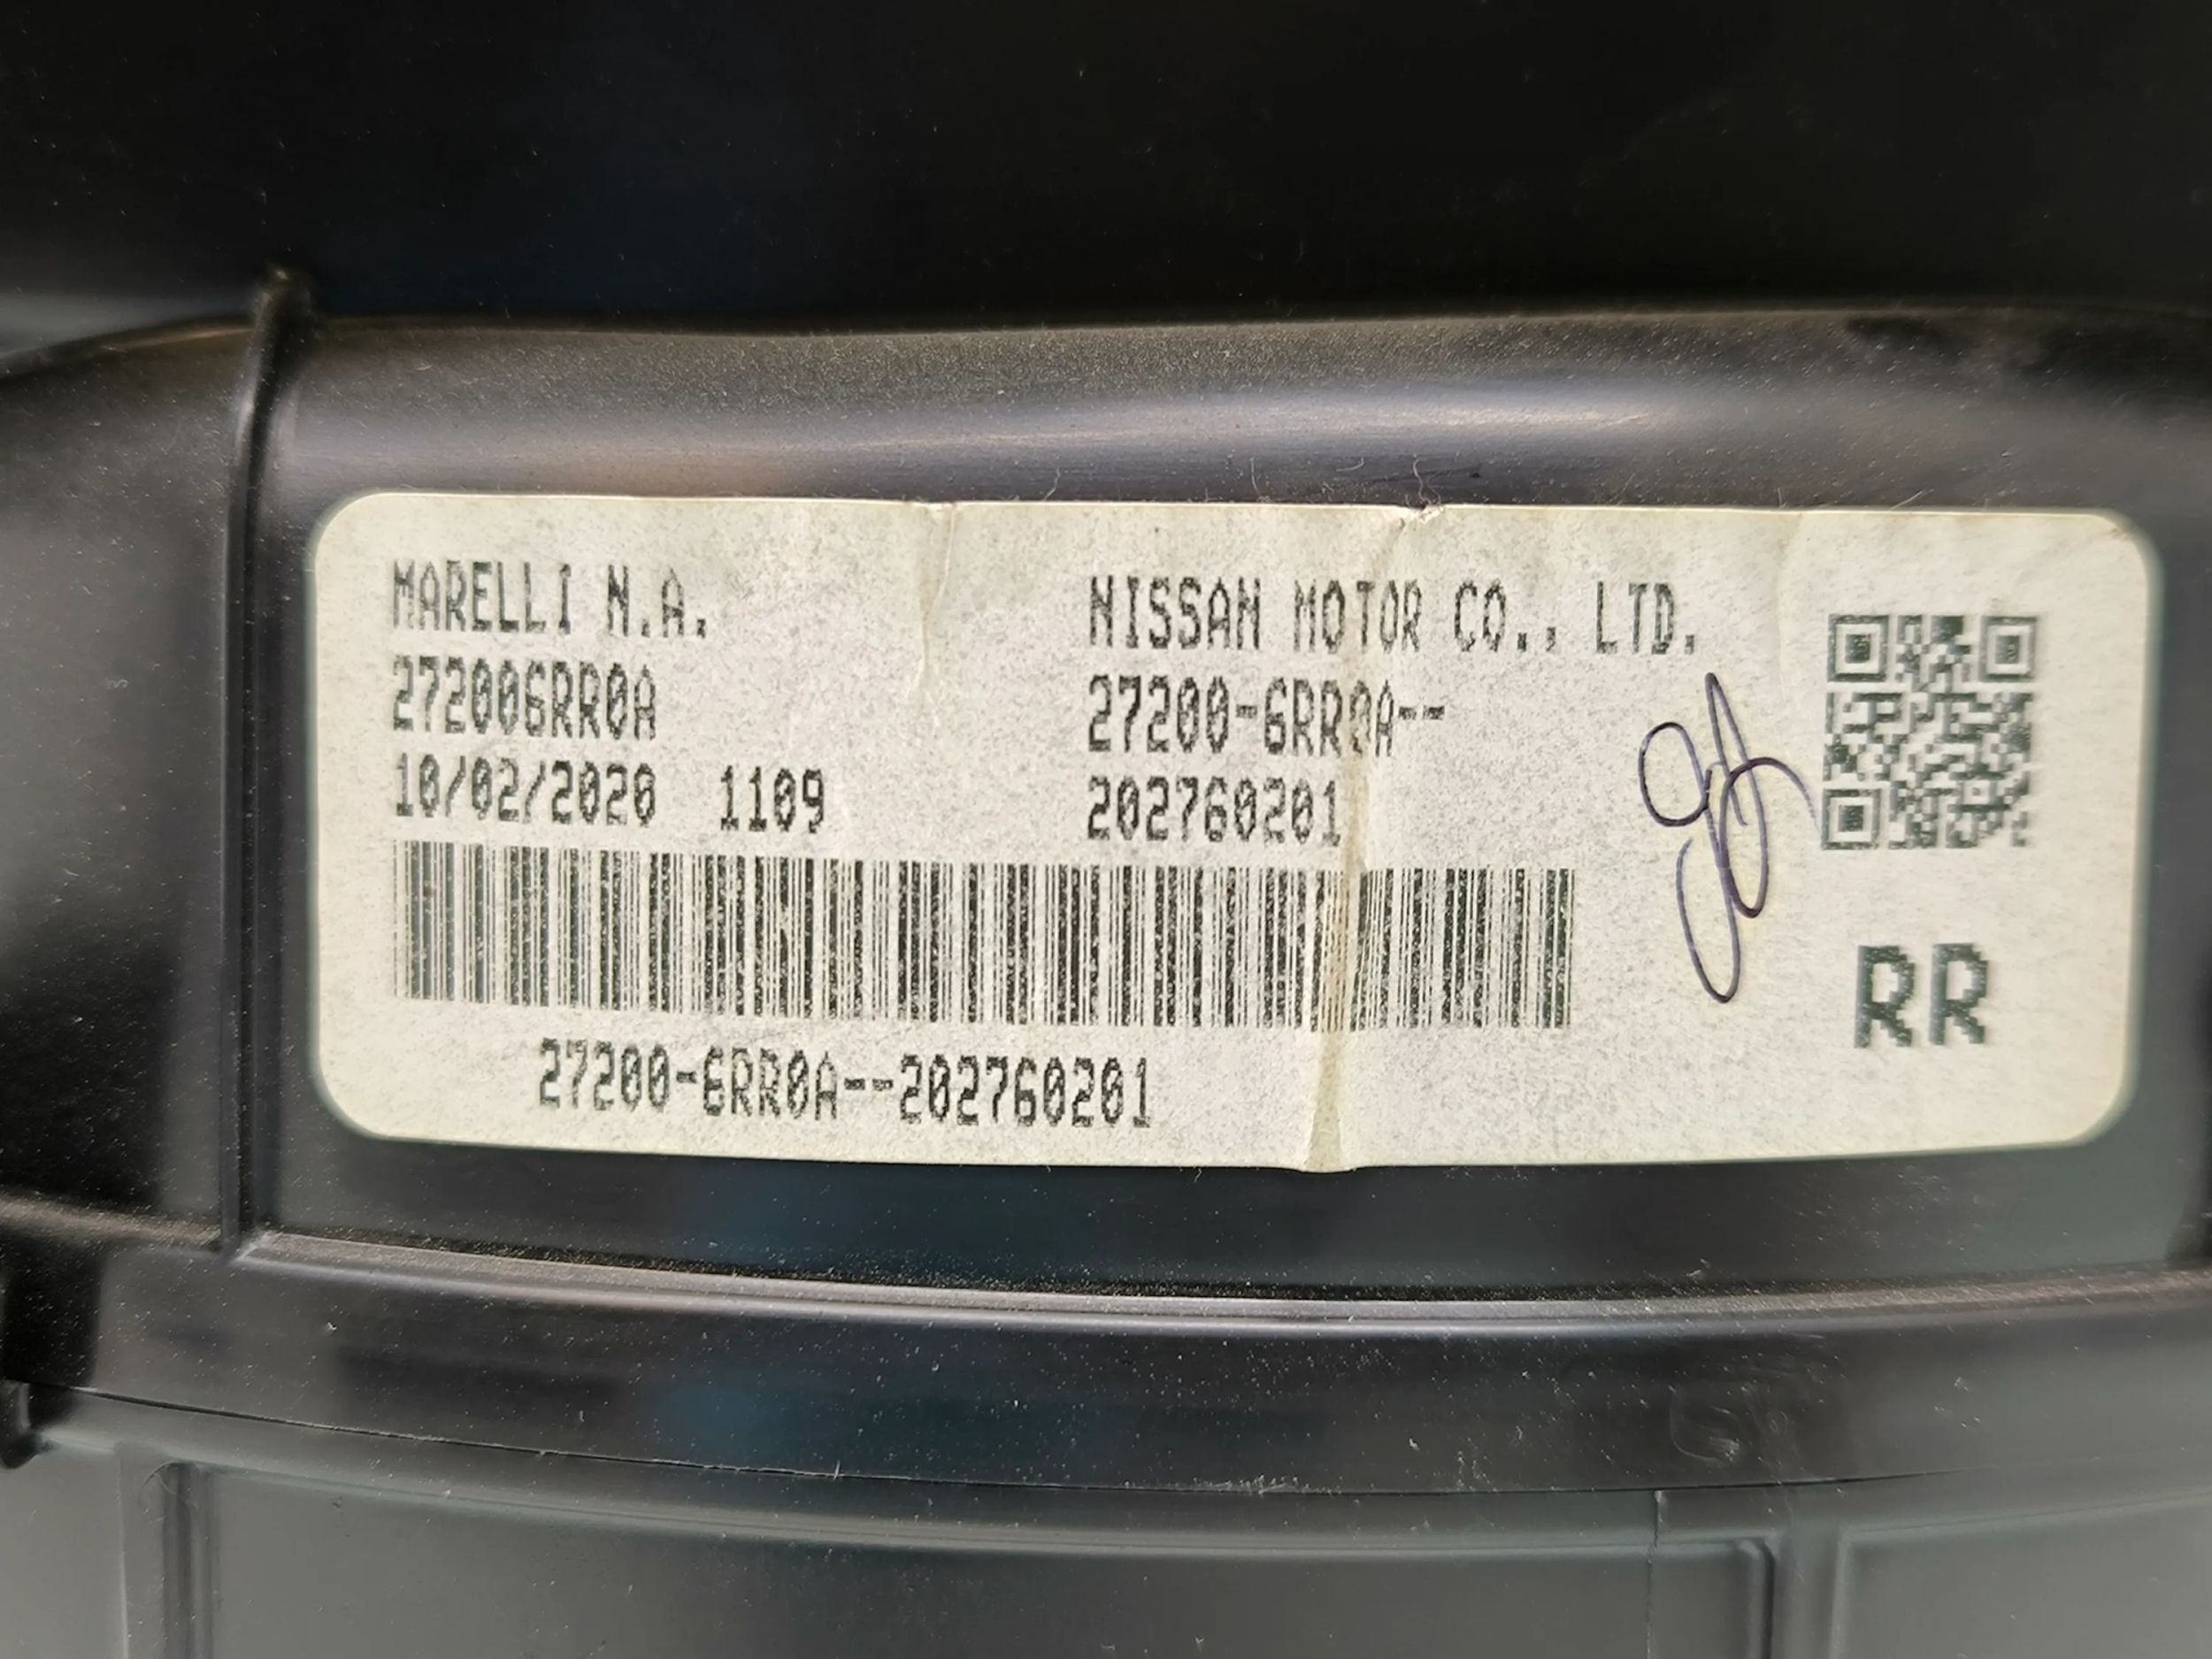 MARELLI N.A.
272006RR0A
10/02/2020 1109
NISSAN MOTOR CO., LTD.
27200-6RR0A--
202760201
27200-6RR0A--202760201
RR